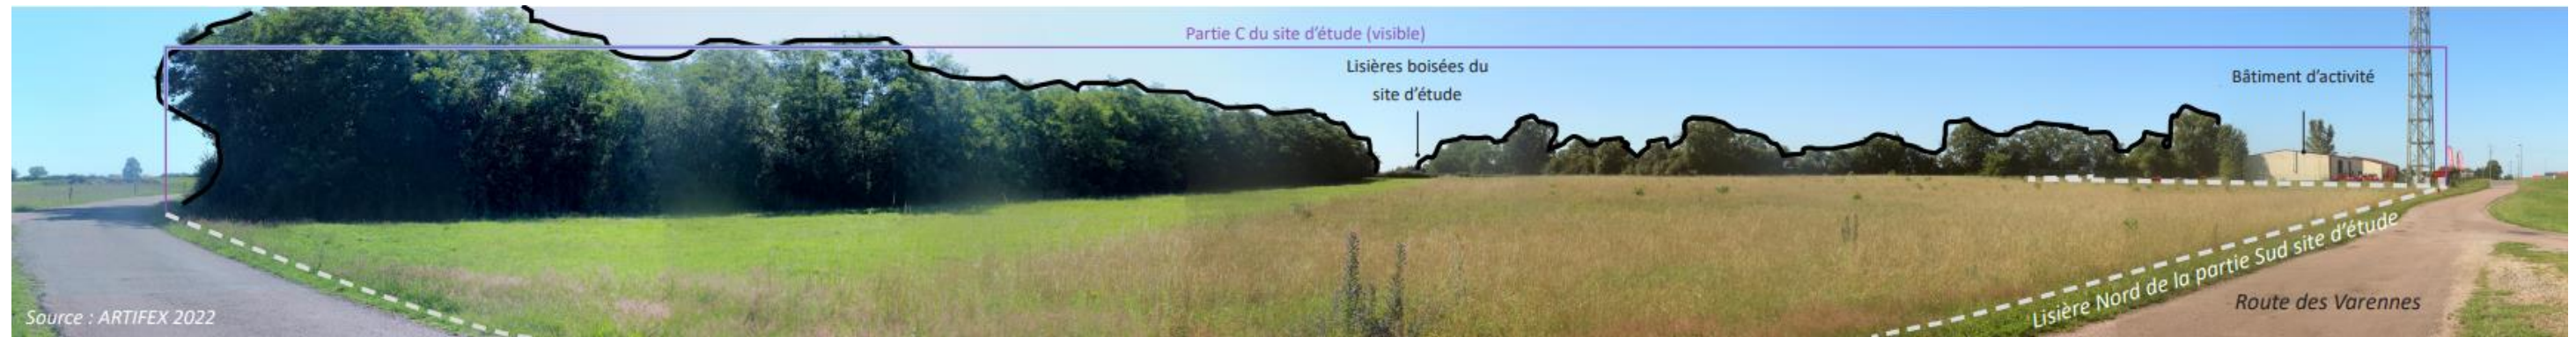 Partie C du site d'étude (visible)
Lisières boisées du
site d'étude
Bâtiment d'activité
Lisière Nord de la partie Sud site d'étude
Route des Varennes
Source : ARTIFEX 2022